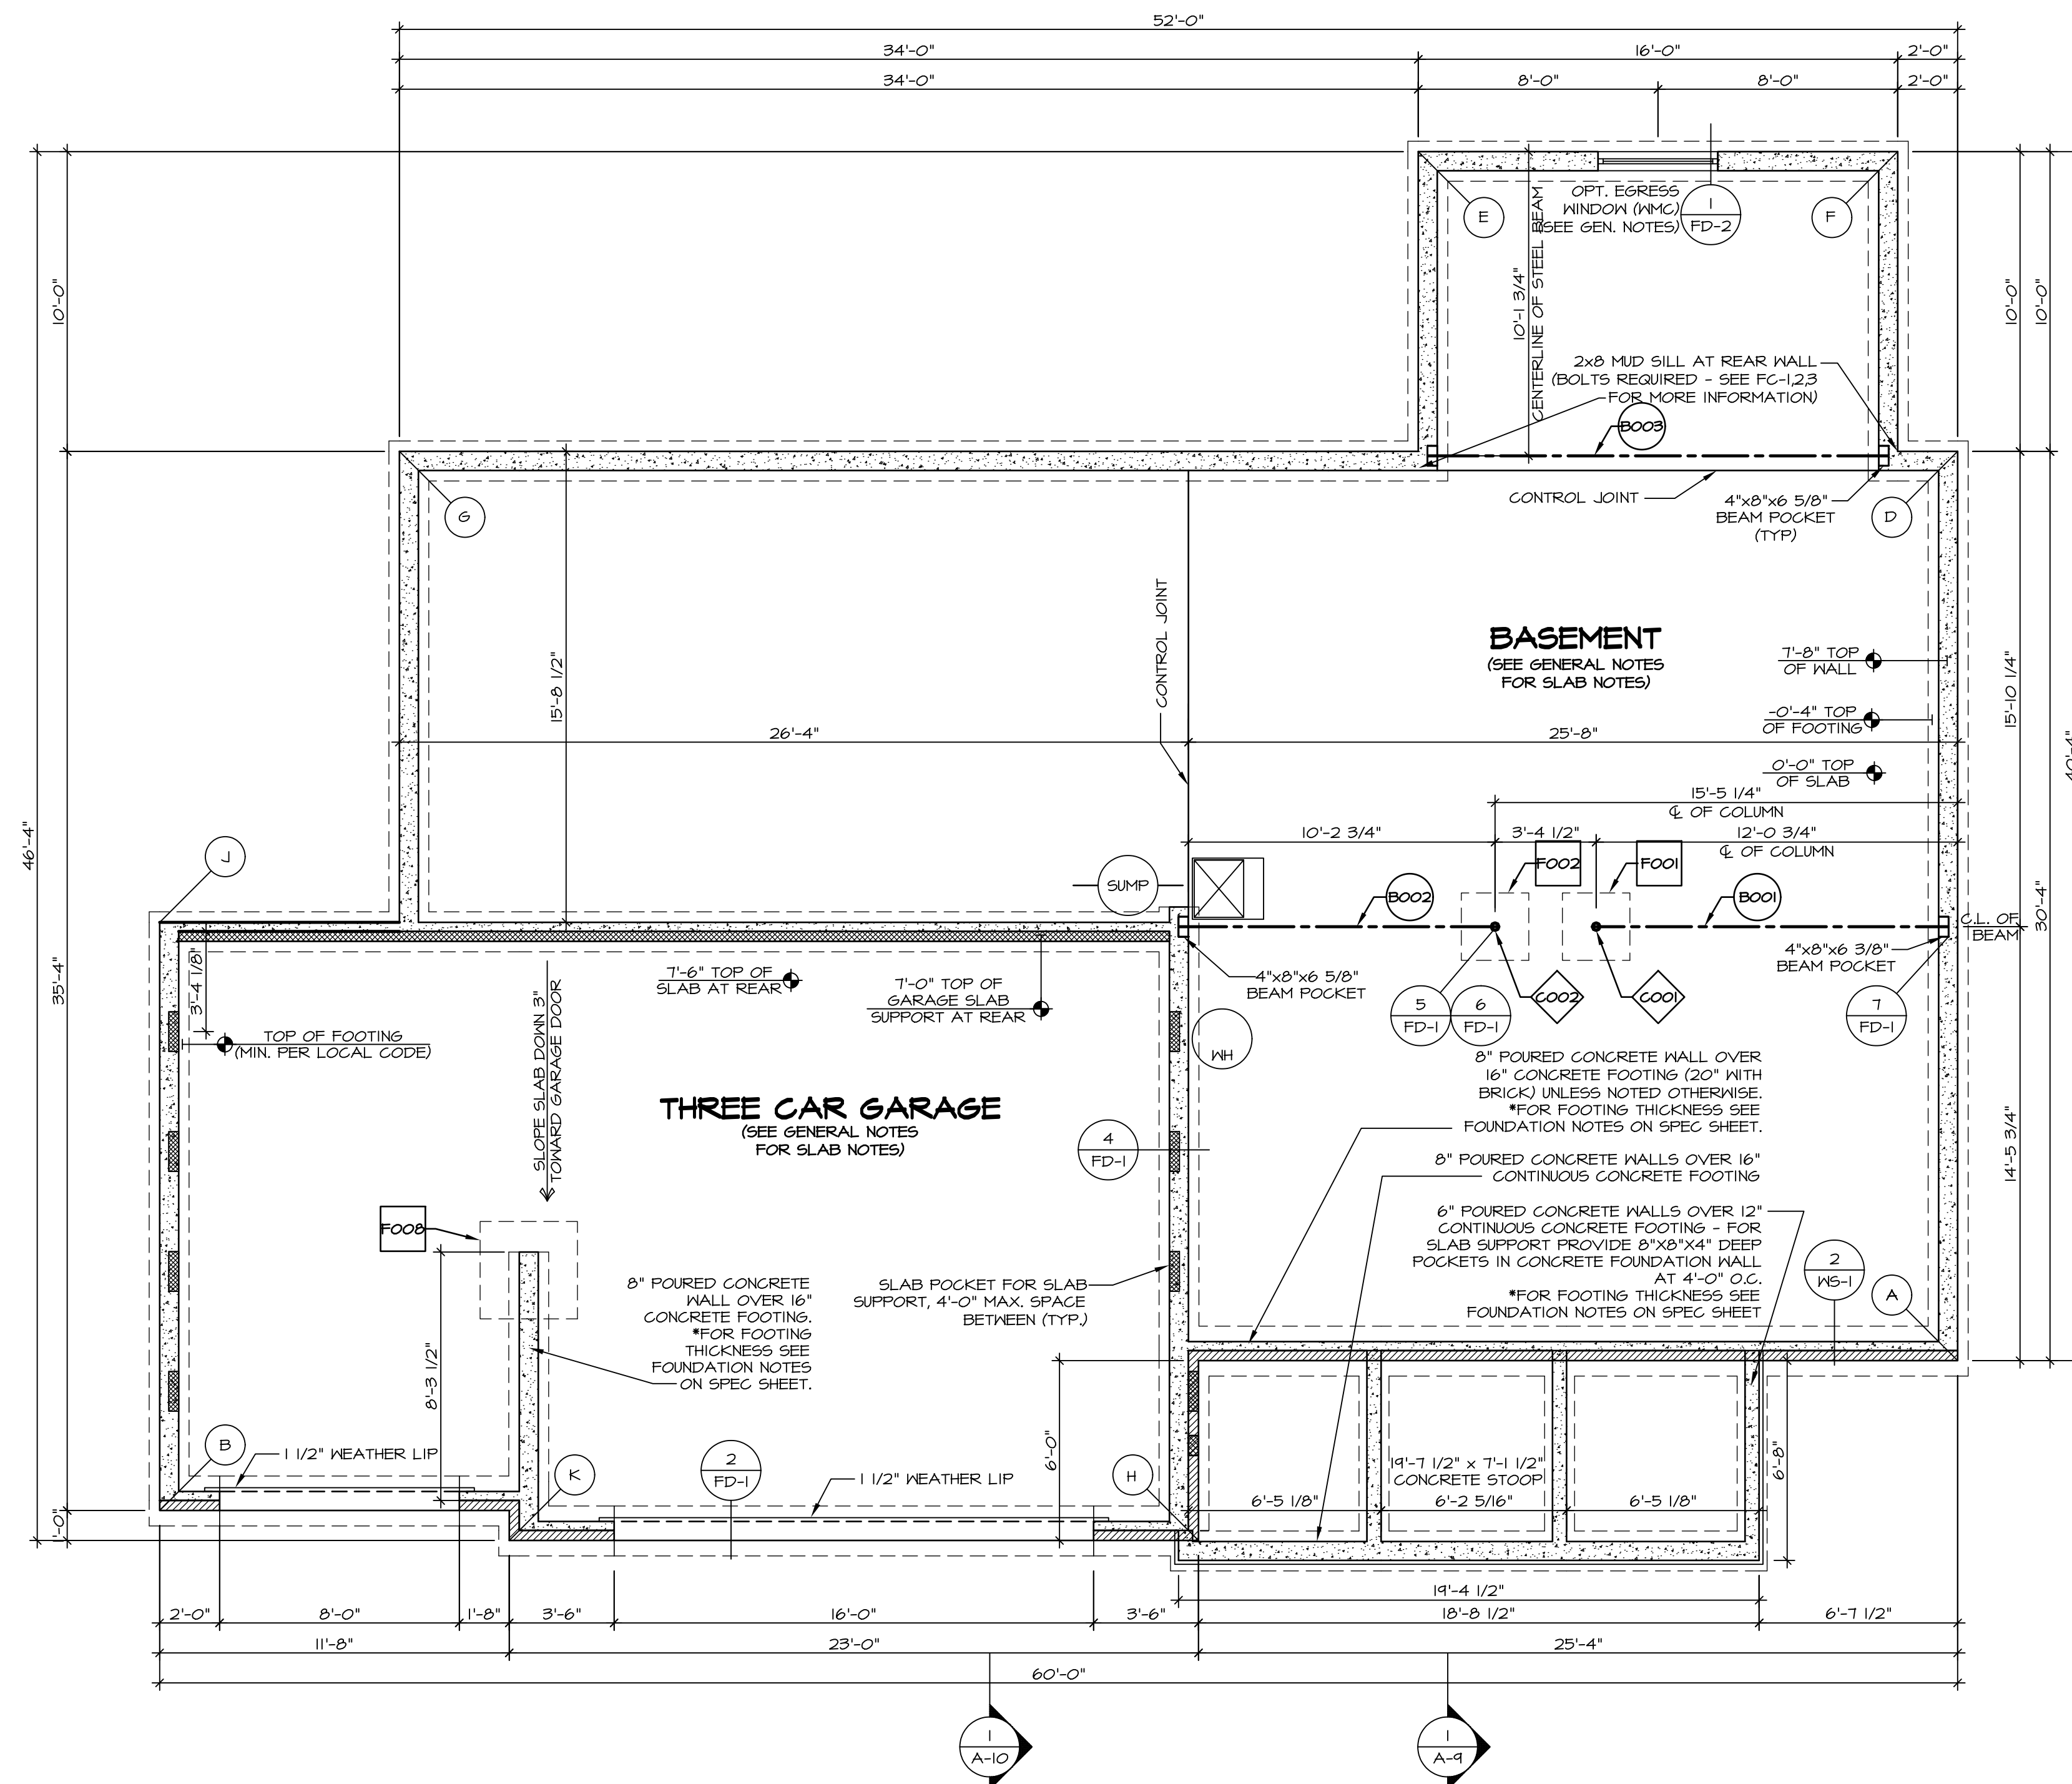 52'-0"
34'-0"
16'-0"
2'-0"
34'-0"
8'-0"
8'-0"
2'-0"
E
OPT. EGRESS
WINDOW (WMC)
(SEE GEN. NOTES)
1
FD-2
F
10'-0"
10'-1 3/4"
CENTERLINE OF STEEL BEAM
10'-0"
10'-0"
2x8 MUD SILL AT REAR WALL
(BOLTS REQUIRED - SEE FC-1,2,3
FOR MORE INFORMATION)
B003
G
CONTROL JOINT
4"x8"x6 5/8"
BEAM POCKET
(TYP)
D
CONTROL JOINT
BASEMENT
(SEE GENERAL NOTES
FOR SLAB NOTES)
7'-8" TOP
OF WALL
-0'-4" TOP
OF FOOTING
0'-0" TOP
OF SLAB
15'-8 1/2"
15'-10 1/4"
40'-4"
26'-4"
25'-8"
15'-5 1/4"
℄ OF COLUMN
10'-2 3/4"
3'-4 1/2"
12'-0 3/4"
℄ OF COLUMN
46'-4"
J
SUMP
F002
F001
B002
B001
C.L. OF
BEAM
30'-4"
35'-4"
3'-4 1/8"
7'-6" TOP OF
SLAB AT REAR
7'-0" TOP OF
GARAGE SLAB
SUPPORT AT REAR
4"x8"x6 5/8"
BEAM POCKET
4"x8"x6 3/8"
BEAM POCKET
C002
C001
5
FD-1
6
FD-1
7
FD-1
TOP OF FOOTING
(MIN. PER LOCAL CODE)
WH
SLOPE SLAB DOWN 3"
TOWARD GARAGE DOOR
THREE CAR GARAGE
(SEE GENERAL NOTES
FOR SLAB NOTES)
4
FD-1
8" POURED CONCRETE WALL OVER
16" CONCRETE FOOTING (20" WITH
BRICK) UNLESS NOTED OTHERWISE.
*FOR FOOTING THICKNESS SEE
FOUNDATION NOTES ON SPEC SHEET.
14'-5 3/4"
8" POURED CONCRETE WALLS OVER 16"
CONTINUOUS CONCRETE FOOTING
6" POURED CONCRETE WALLS OVER 12"
CONTINUOUS CONCRETE FOOTING - FOR
SLAB SUPPORT PROVIDE 8"X8"X4" DEEP
POCKETS IN CONCRETE FOUNDATION WALL
AT 4'-0" O.C.
*FOR FOOTING THICKNESS SEE
FOUNDATION NOTES ON SPEC SHEET
2
WS-1
A
F008
8" POURED CONCRETE
WALL OVER 16"
CONCRETE FOOTING.
*FOR FOOTING
THICKNESS SEE
FOUNDATION NOTES
ON SPEC SHEET.
SLAB POCKET FOR SLAB
SUPPORT, 4'-0" MAX. SPACE
BETWEEN (TYP.)
8'-3 1/2"
B
1 1/2" WEATHER LIP
K
2
FD-1
1 1/2" WEATHER LIP
H
6'-0"
19'-7 1/2" x 7'-1 1/2"
CONCRETE STOOP
6'-8"
6'-5 1/8"
6'-2 5/16"
6'-5 1/8"
1'-0"
19'-4 1/2"
2'-0"
8'-0"
1'-8"
3'-6"
16'-0"
3'-6"
18'-8 1/2"
6'-7 1/2"
11'-8"
23'-0"
25'-4"
60'-0"
1
A-10
1
A-9